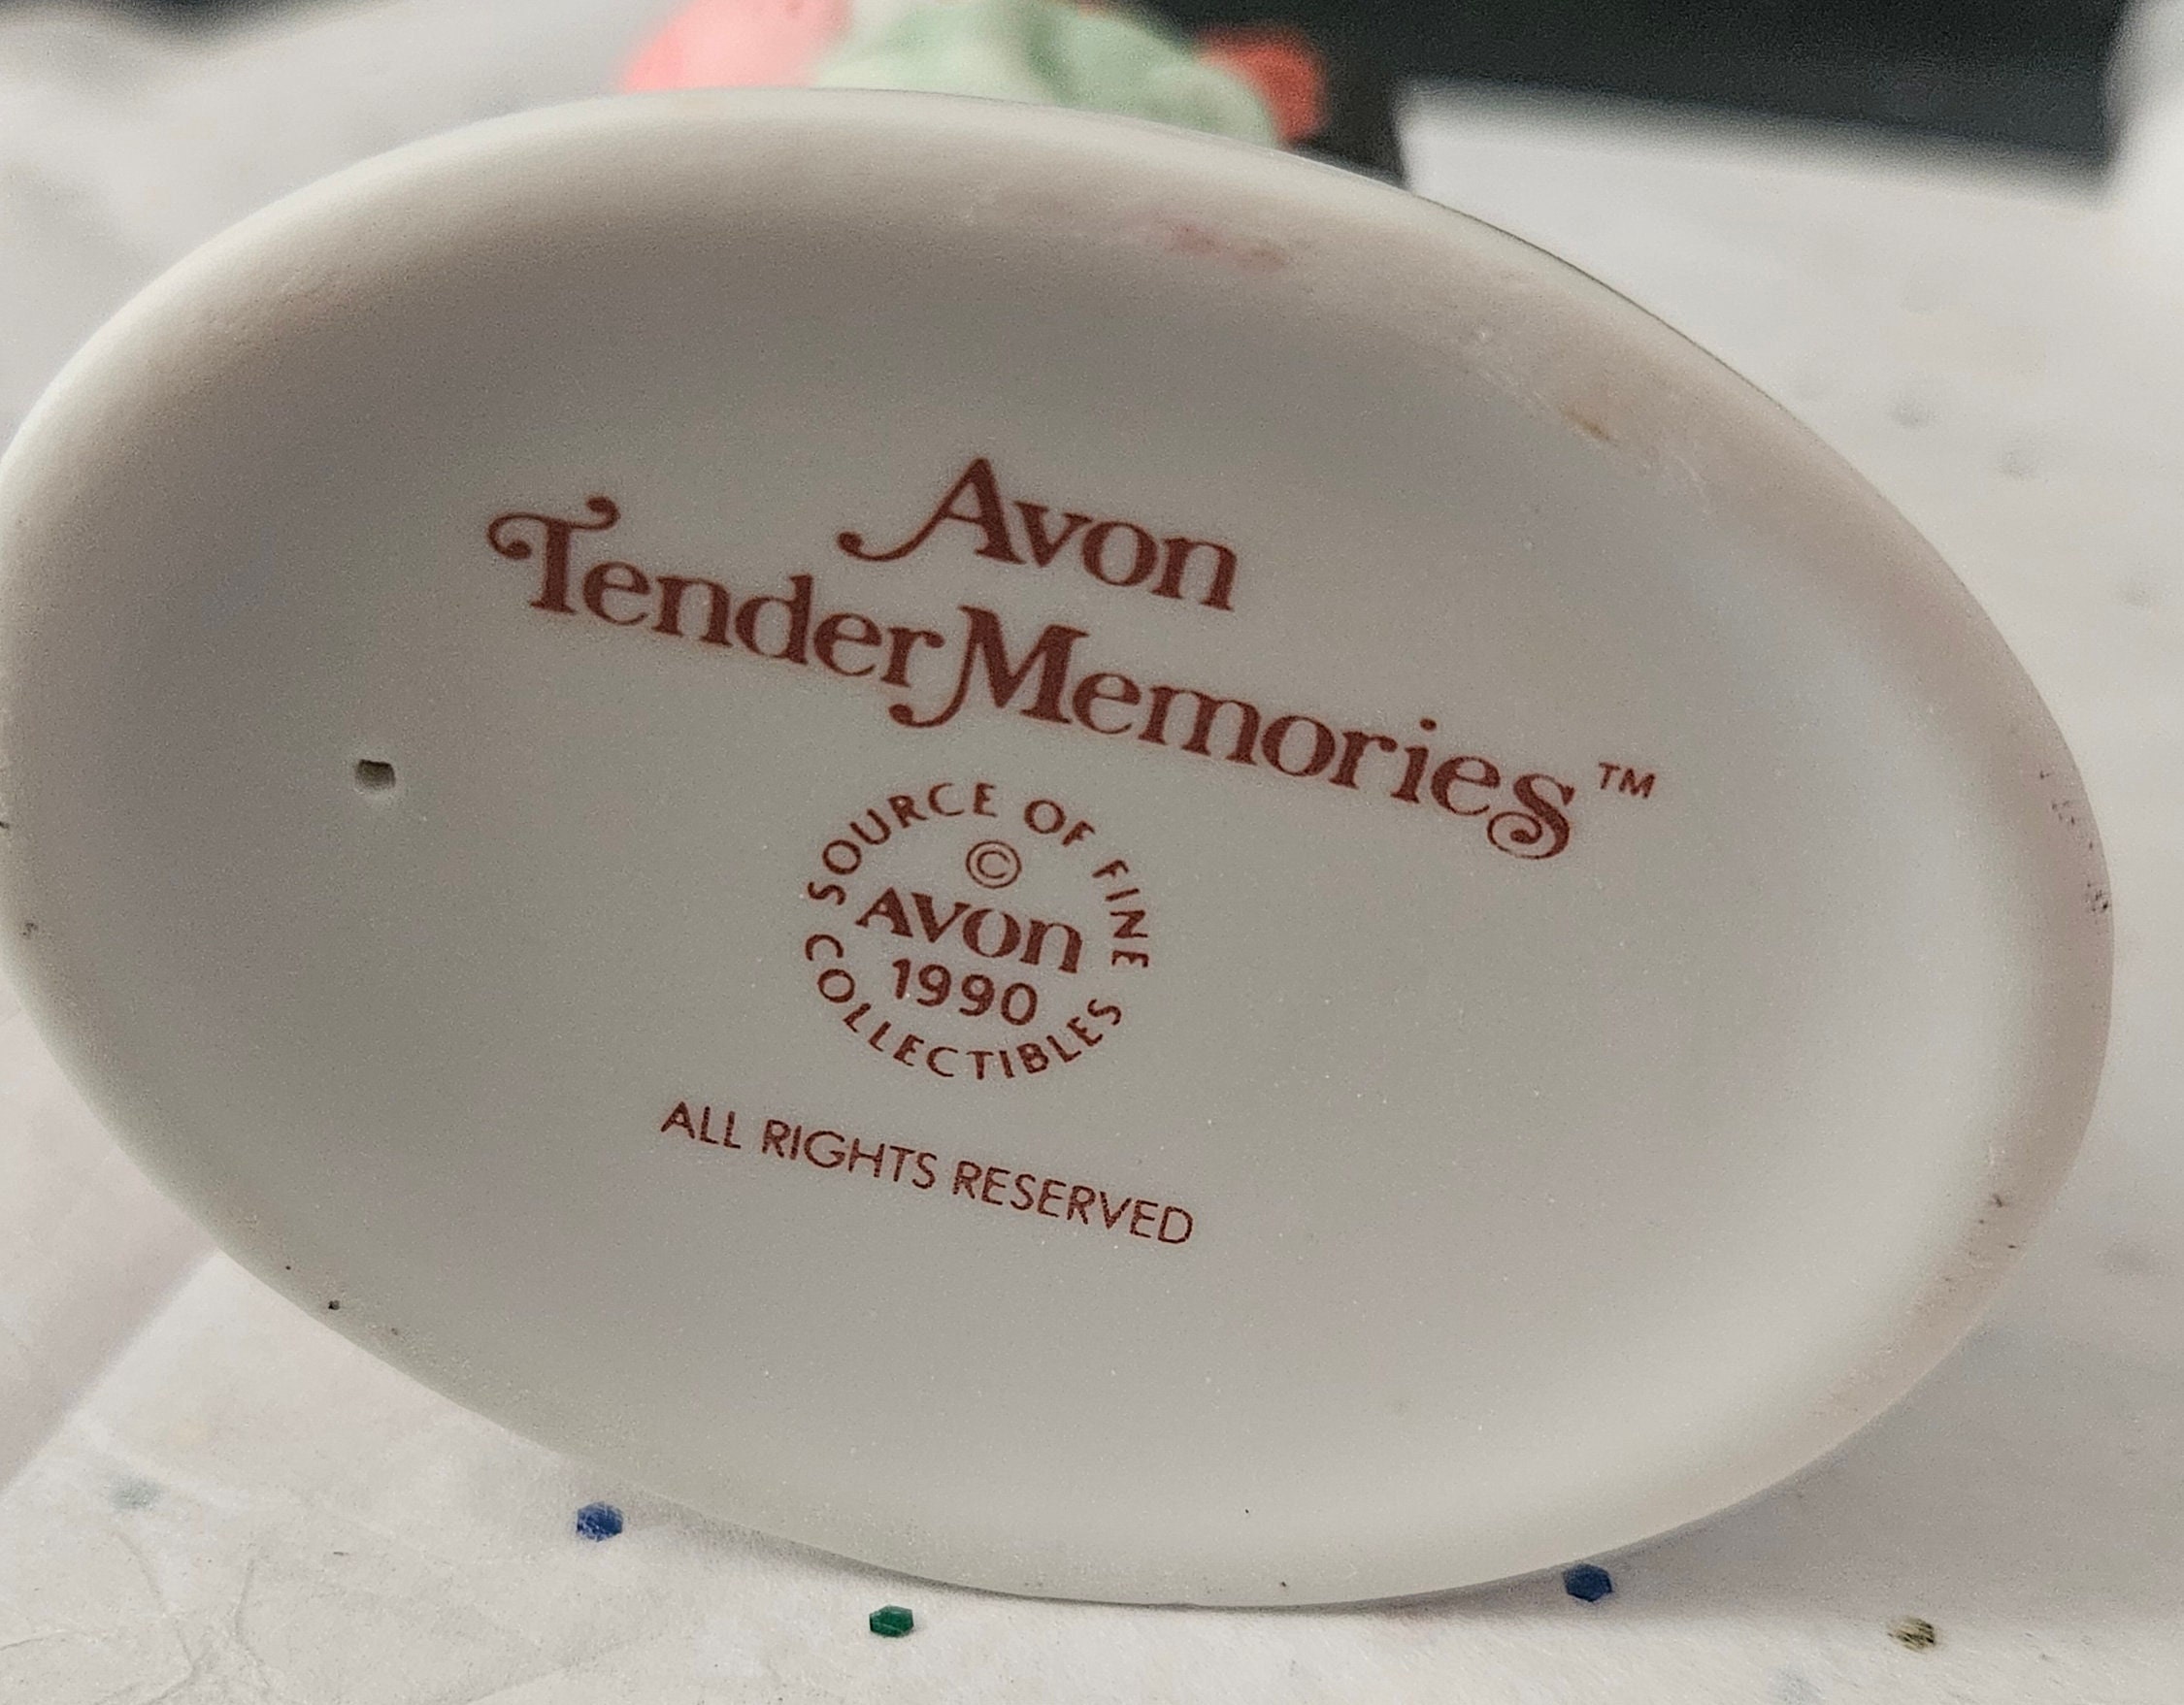 Avon
Tender Memories™
SOURCE OF FINE
©
AVON
1990
COLLECTIBLES
ALL RIGHTS RESERVED